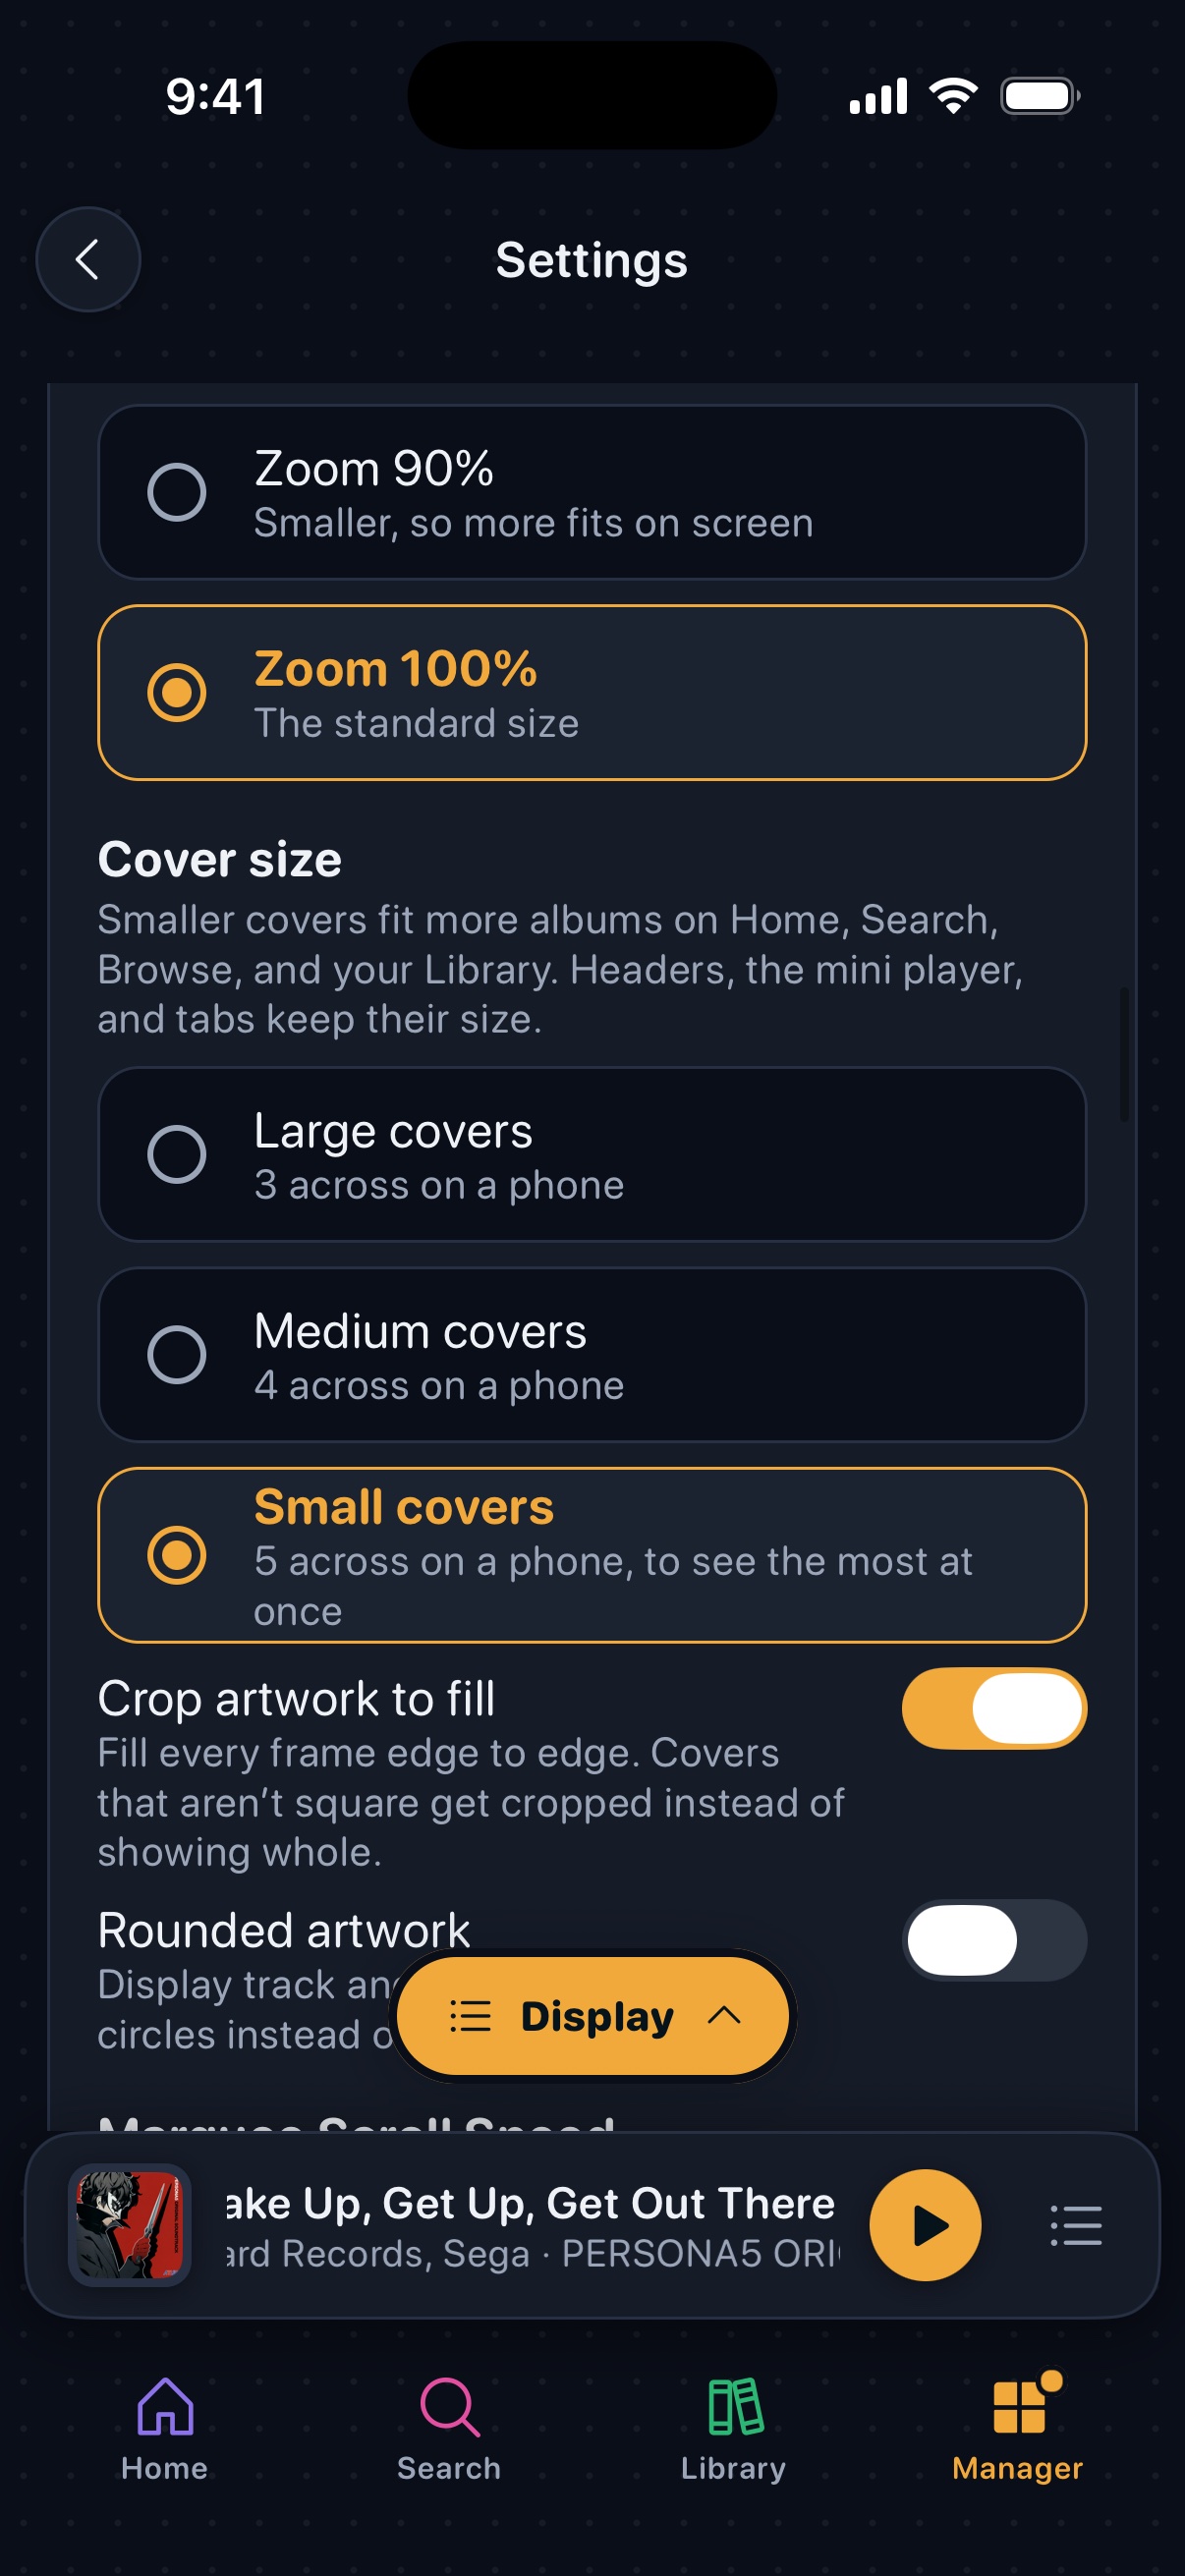 9:41
Settings
Zoom 90%
Smaller, so more fits on screen
Zoom 100%
The standard size
Cover size
Smaller covers fit more albums on Home, Search,
Browse, and your Library. Headers, the mini player,
and tabs keep their size.
Large covers
3 across on a phone
Medium covers
4 across on a phone
Small covers
5 across on a phone, to see the most at
once
Crop artwork to fill
Fill every frame edge to edge. Covers
that aren’t square get cropped instead of
showing whole.
Rounded artwork
Display track
circles instead
Display
Marquee Scroll Speed
ake Up, Get Up, Get Out There
ard Records, Sega · PERSONA5 ORI
Home
Search
Library
Manager